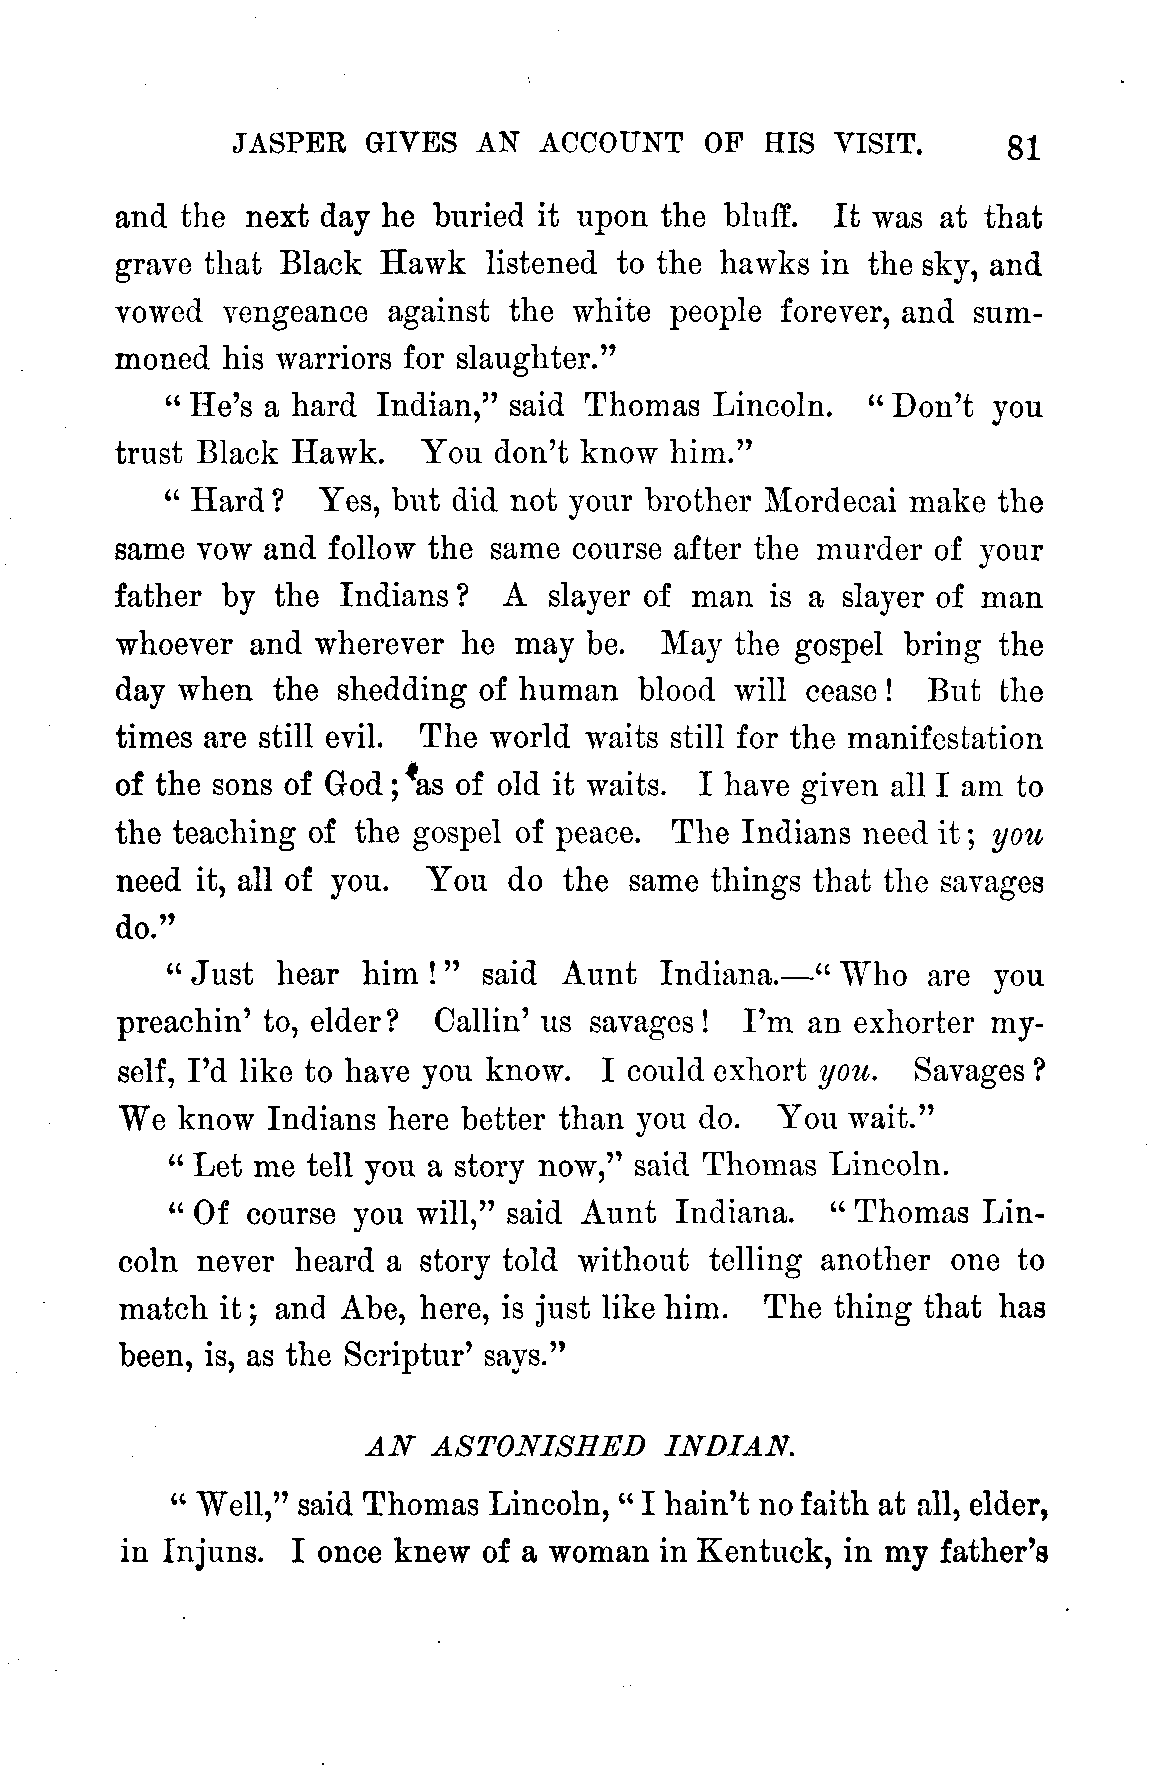 JASPER GIVES AN ACCOUNT OF HIS VISIT. 81
and the next day he buried it upon the bluff. It was at that
grave that Black Hawk listened to the hawks in the sky, and
vowed vengeance against the white people forever, and sum-
moned his warriors for slaughter."
"He's a hard Indian," said Thomas Lincoln. "Don't you
trust Black Hawk. You don't know him."
"Hard? Yes, but did not your brother Mordecai make the
same vow and follow the same course after the murder of your
father by the Indians? A slayer of man is a slayer of man
whoever and wherever he may be. May the gospel bring the
day when the shedding of human blood will cease! But the
times are still evil. The world waits still for the manifestation
of the sons of God; as of old it waits. I have given all I am to
the teaching of the gospel of peace. The Indians need it; you
need it, all of you. You do the same things that the savages
do."
"Just hear him!" said Aunt Indiana.—"Who are you
preachin' to, elder? Callin' us savages! I'm an exhorter my-
self, I'd like to have you know. I could exhort you. Savages?
We know Indians here better than you do. You wait."
"Let me tell you a story now," said Thomas Lincoln.
"Of course you will," said Aunt Indiana. "Thomas Lin-
coln never heard a story told without telling another one to
match it; and Abe, here, is just like him. The thing that has
been, is, as the Scriptur' says."
AN ASTONISHED INDIAN.
"Well," said Thomas Lincoln, "I hain't no faith at all, elder,
in Injuns. I once knew of a woman in Kentuck, in my father's